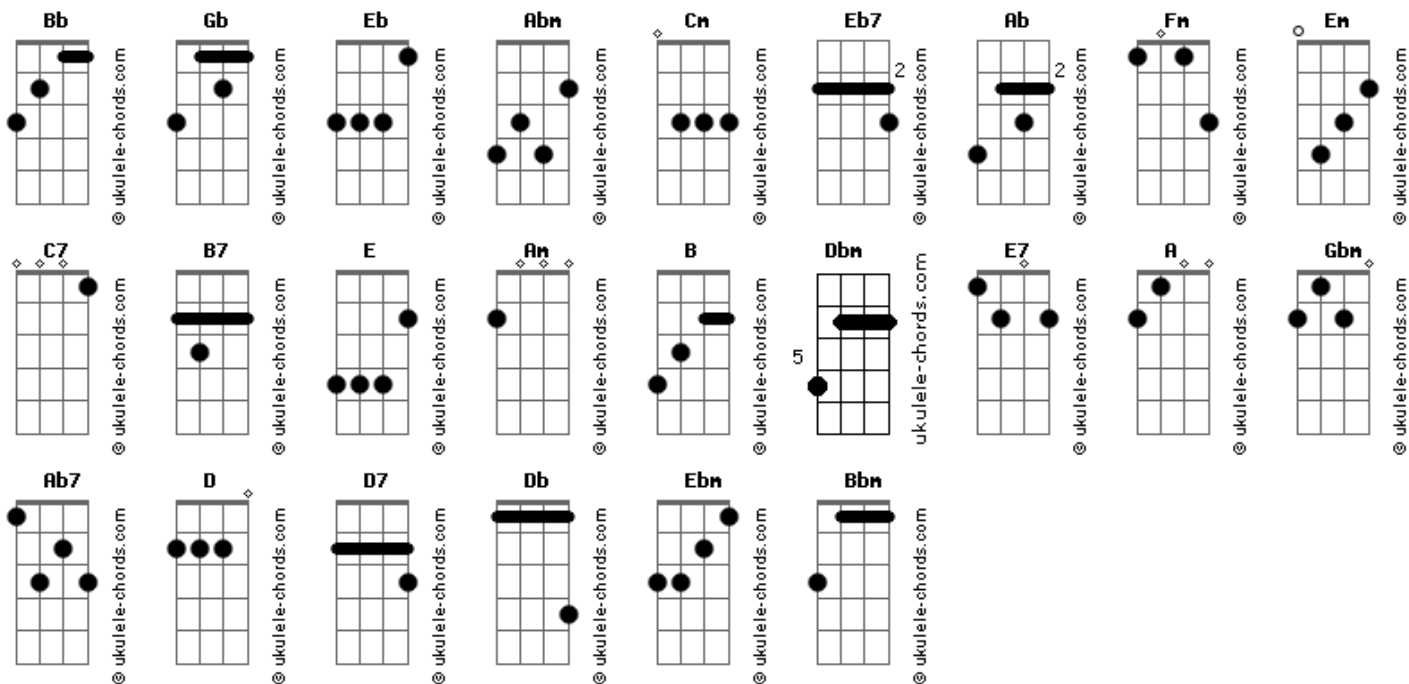 Bb Gb Eb Abm Cm Eb7 Ab Fm Em
2 2
© ukulele-chords.com © ukulele-chords.com © ukulele-chords.com © ukulele-chords.com © ukulele-chords.com © ukulele-chords.com © ukulele-chords.com © ukulele-chords.com © ukulele-chords.com
C7 B7 E Am B Dbm E7 A Gbm
5
© ukulele-chords.com © ukulele-chords.com © ukulele-chords.com © ukulele-chords.com © ukulele-chords.com ukulele-chords.com © ukulele-chords.com © ukulele-chords.com © ukulele-chords.com
Ab7 D D7 Db Ebm Bbm
© ukulele-chords.com © ukulele-chords.com © ukulele-chords.com © ukulele-chords.com © ukulele-chords.com © ukulele-chords.com